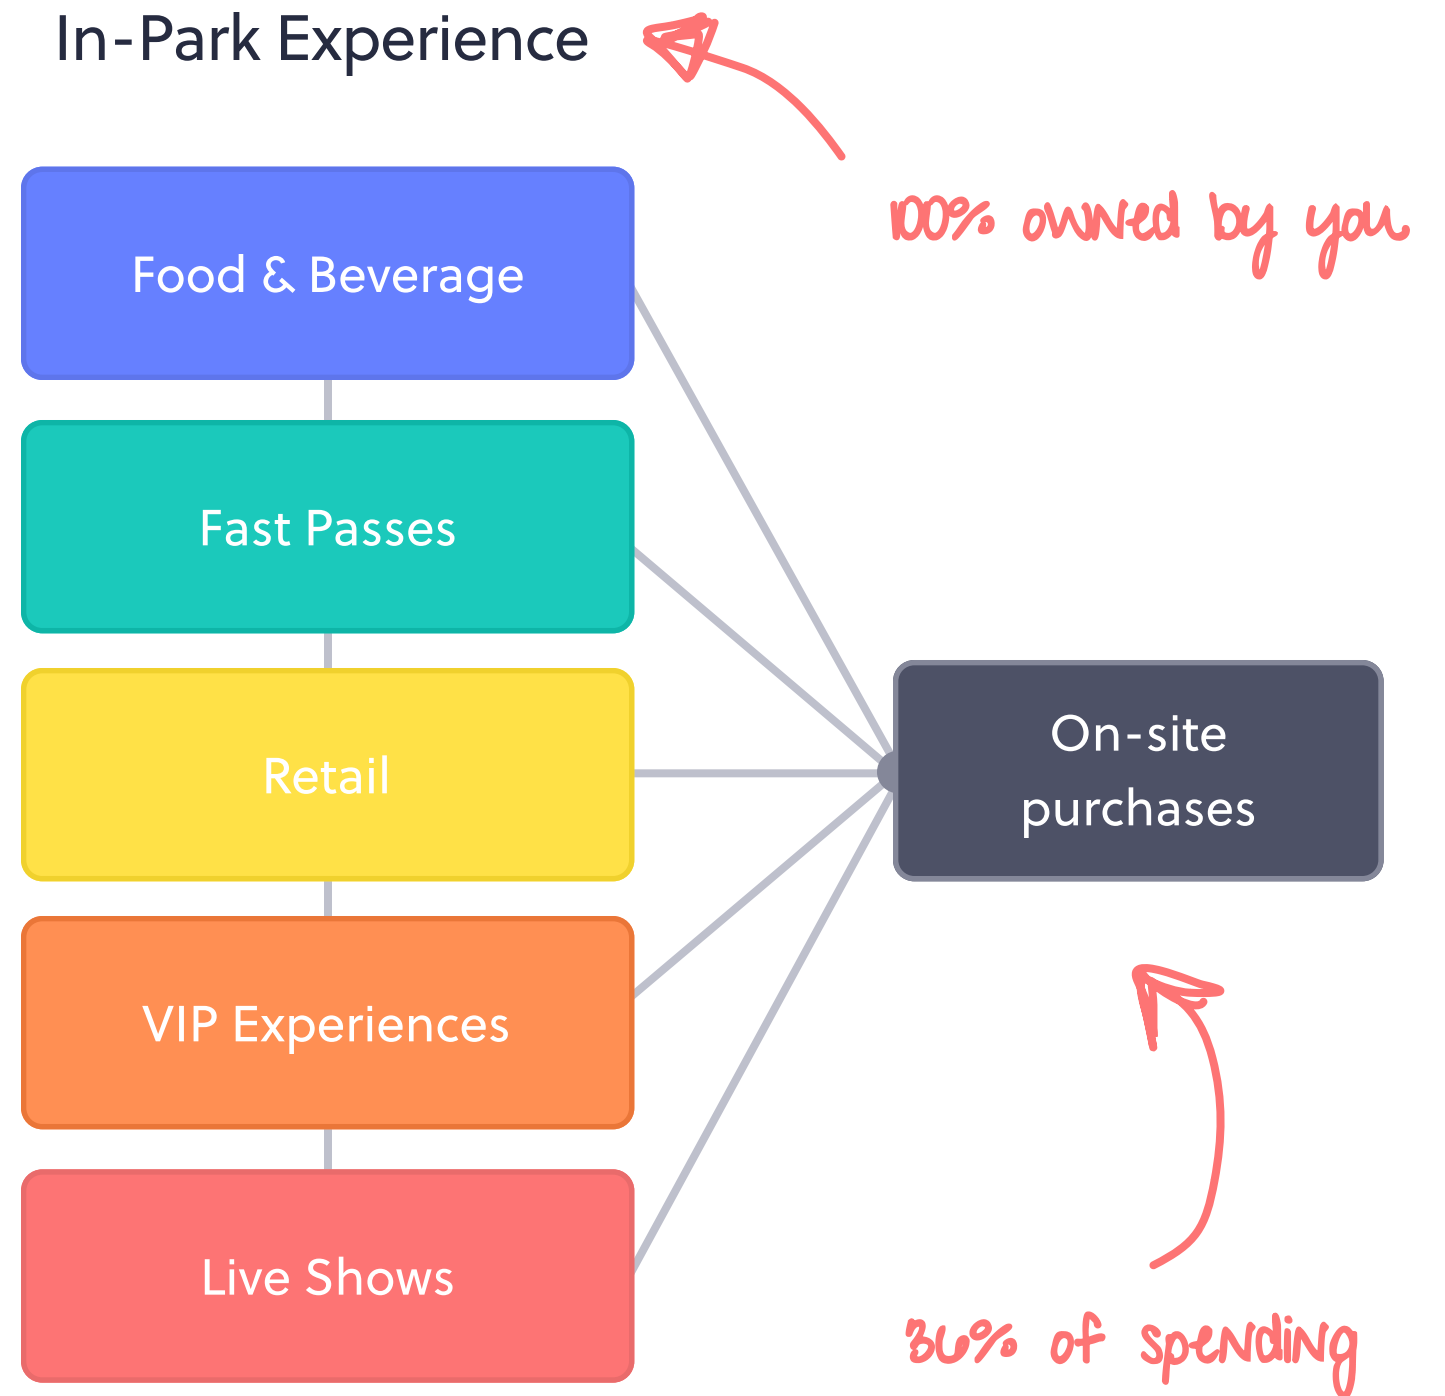 In-Park Experience
100% owned by you
Food & Beverage
Fast Passes
Retail
On-site
purchases
VIP Experiences
Live Shows
36% of spending